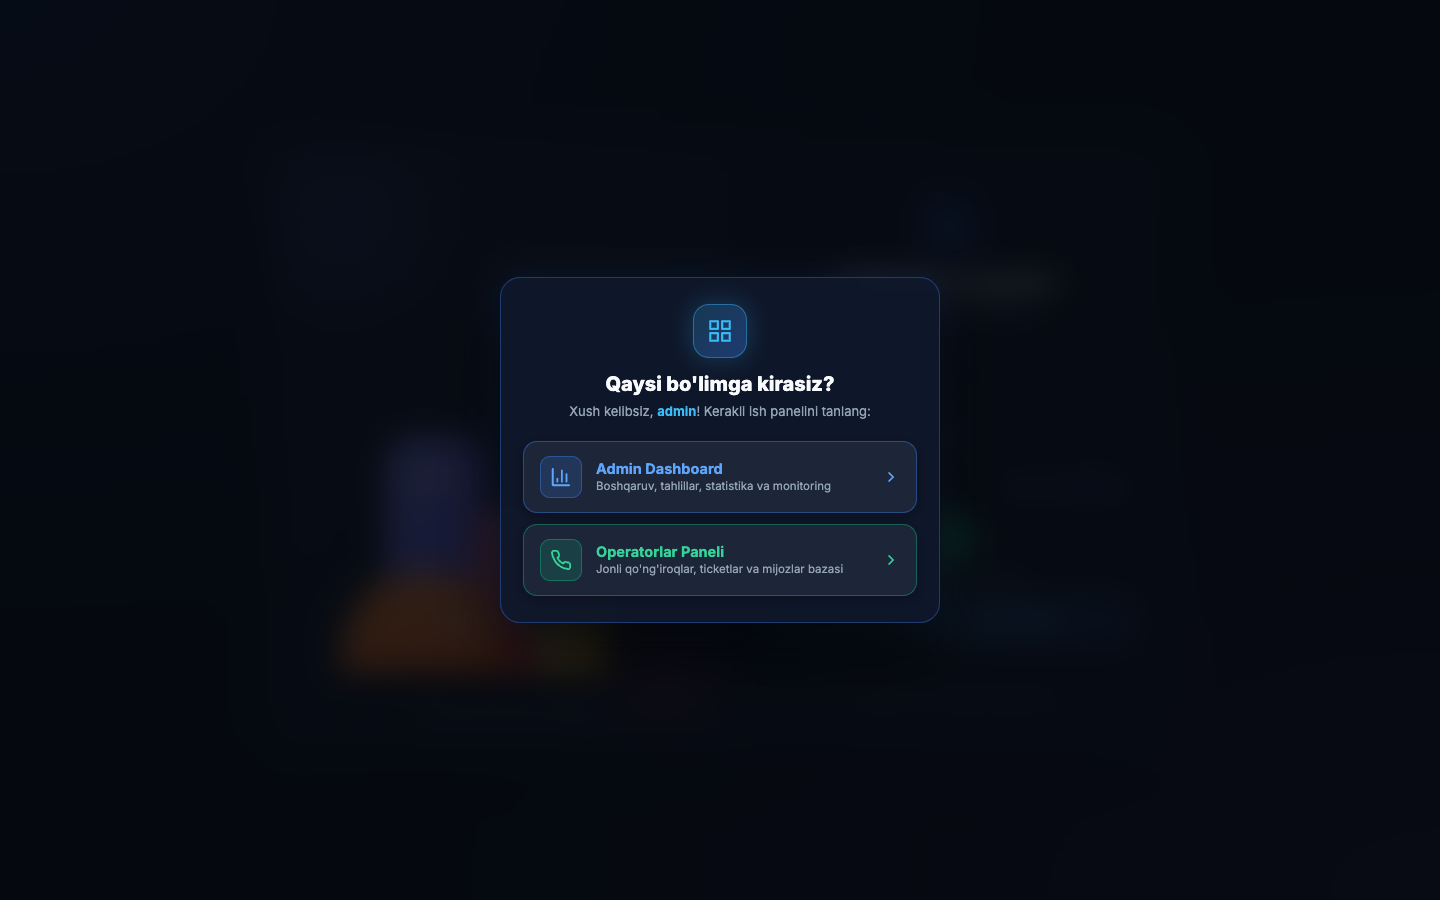 Qaysi bo'limga kirasiz?
Xush kelibsiz, admin! Kerakli ish panelini tanlang:
Admin Dashboard
Boshqaruv, tahlillar, statistika va monitoring
Operatorlar Paneli
Jonli qo'ng'iroqlar, ticketlar va mijozlar bazasi